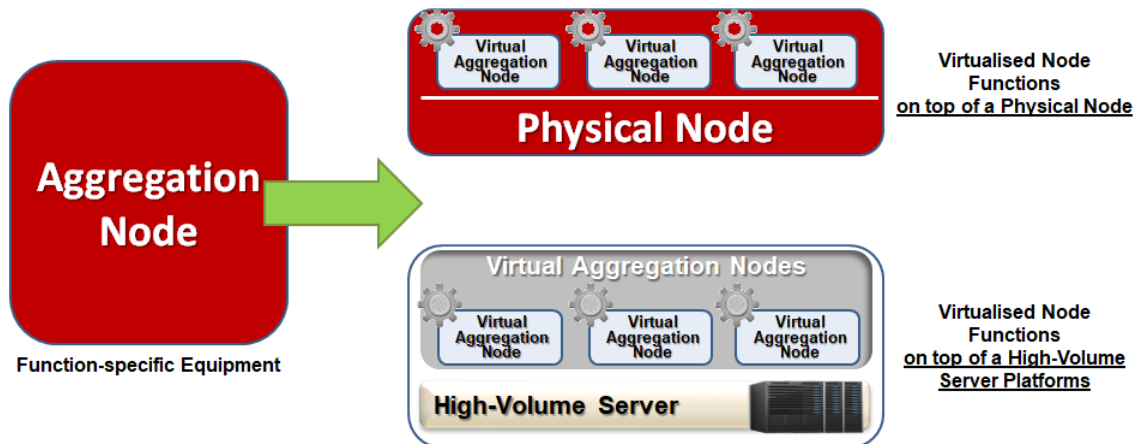 Aggregation
Node
Function-specific Equipment
Virtual
Aggregation
Node
Virtual
Aggregation
Node
Virtual
Aggregation
Node
Physical Node
Virtualised Node
Functions
on top of a Physical Node
Virtual Aggregation Nodes
Virtual
Aggregation
Node
Virtual
Aggregation
Node
Virtual
Aggregation
Node
High-Volume Server
Virtualised Node
Functions
on top of a High-Volume
Server Platforms